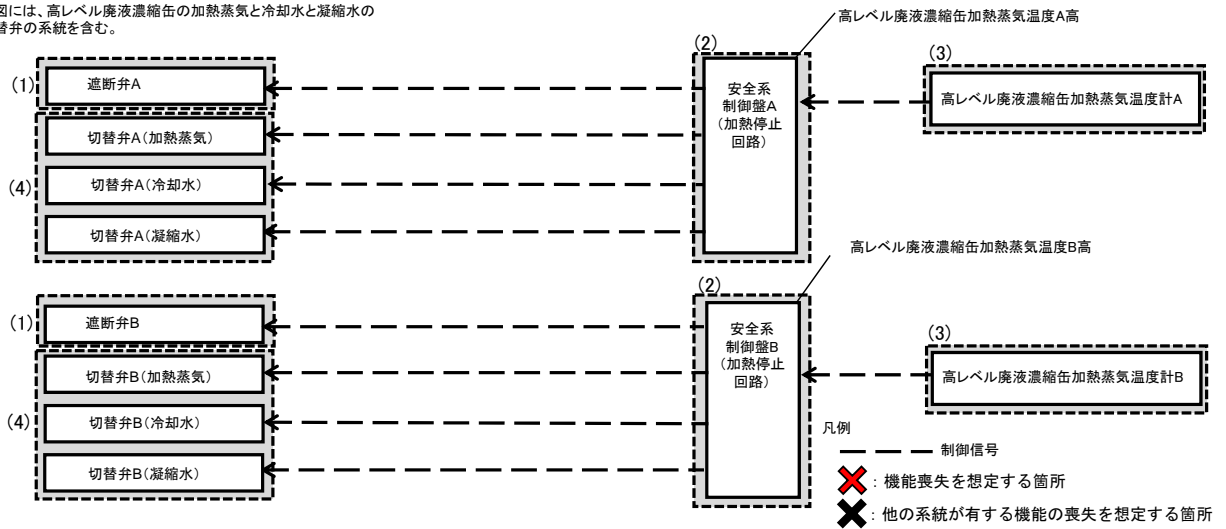 図には、高レベル廃液濃縮缶の加熱蒸気と冷却水と凝縮水の
替弁の系統を含む。
高レベル廃液濃縮缶加熱蒸気温度A高
(1)
遮断弁A
切替弁A(加熱蒸気)
(4)
切替弁A(冷却水)
切替弁A(凝縮水)
(2)
安全系
制御盤A
(加熱停止
回路)
(3)
高レベル廃液濃縮缶加熱蒸気温度計A
高レベル廃液濃縮缶加熱蒸気温度B高
(1)
遮断弁B
切替弁B(加熱蒸気)
(4)
切替弁B(冷却水)
切替弁B(凝縮水)
(2)
安全系
制御盤B
(加熱停止
回路)
(3)
高レベル廃液濃縮缶加熱蒸気温度計B
凡例
制御信号
：機能喪失を想定する箇所
：他の系統が有する機能の喪失を想定する箇所